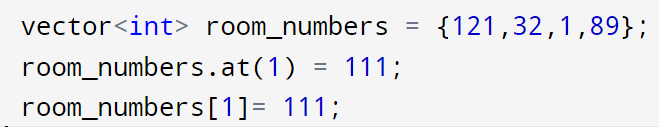 vector<int> room_numbers = {121,32,1,89};
room_numbers.at(1) = 111;
room_numbers[1]= 111;